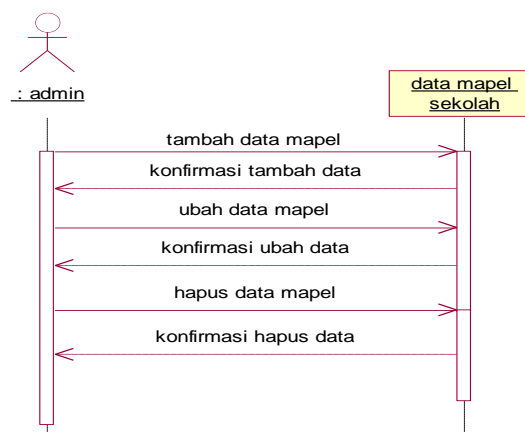 : admin
data mapel
sekolah
tambah data mapel
konfirmasi tambah data
ubah data mapel
konfirmasi ubah data
hapus data mapel
konfirmasi hapus data